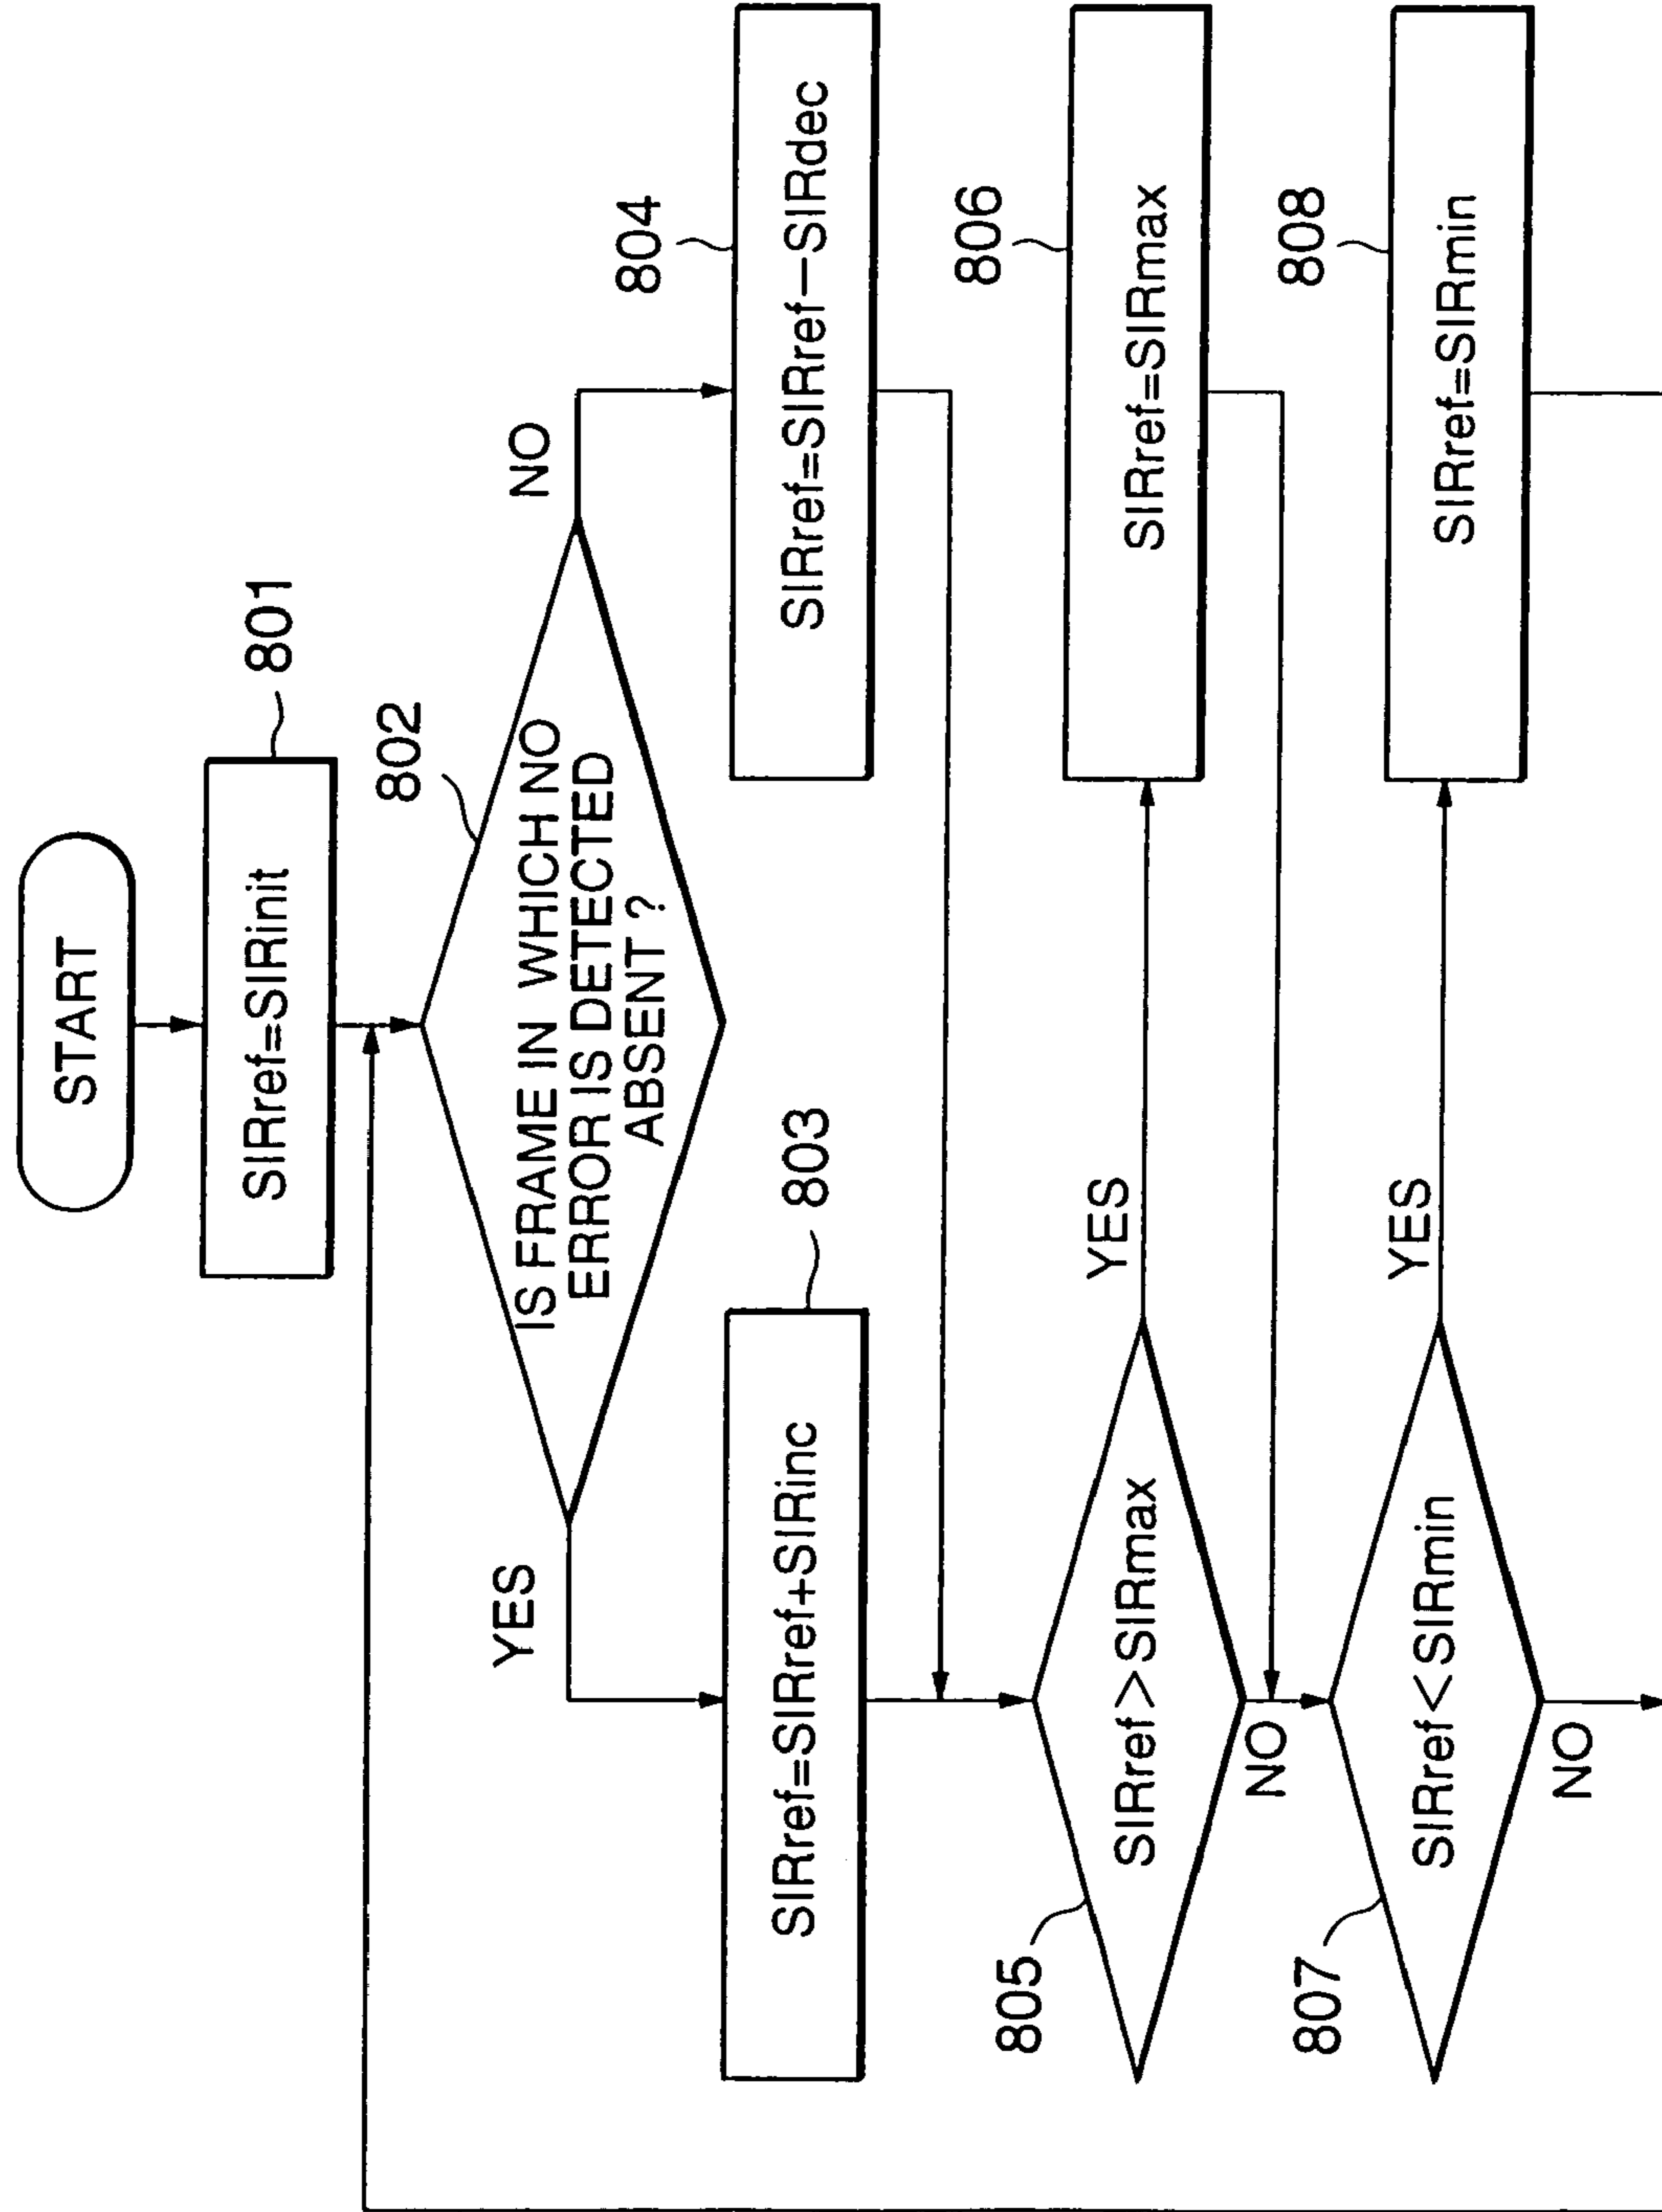 START
SIRref=SIRinit
801
802
IS FRAME IN WHICH NO
ERROR IS DETECTED
ABSENT ?
YES
NO
803
804
SIRref=SIRref+SIRinc
SIRref=SIRref−SIRdec
805
SIRref>SIRmax
YES
806
SIRref=SIRmax
NO
807
SIRref<SIRmin
YES
808
SIRref=SIRmin
NO